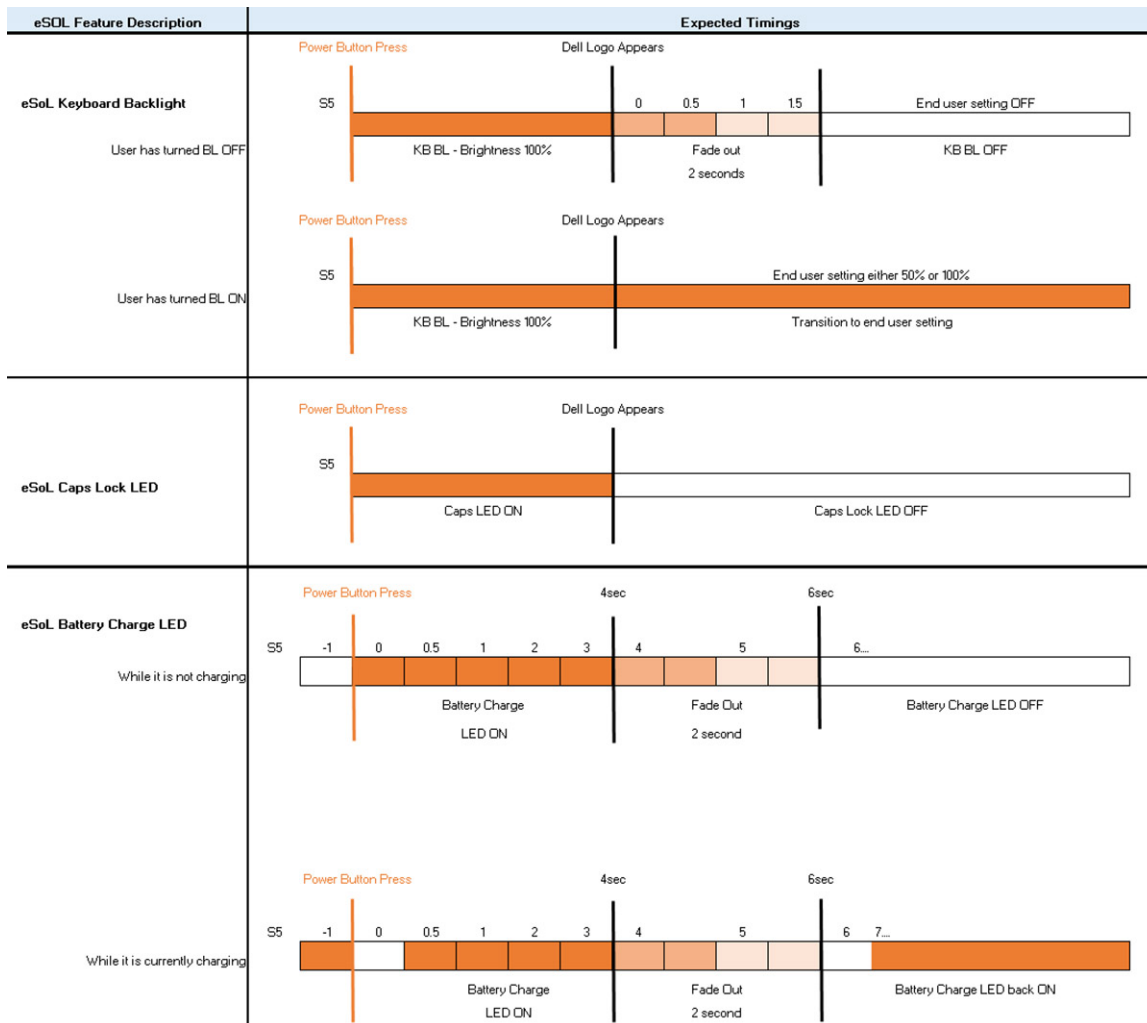 eSOL Feature Description
Expected Timings
Power Button Press
Dell Logo Appears
S5
0 0.5 1 1.5
End user setting OFF
eSoL Keyboard Backlight
User has turned BL OFF
KB BL - Brightness 100%
Fade out
KB BL OFF
2 seconds
Power Button Press
Dell Logo Appears
S5
End user setting either 50% or 100%
User has turned BL ON
KB BL - Brightness 100%
Transition to end user setting
Power Button Press
Dell Logo Appears
S5
eSoL Caps Lock LED
Caps LED ON
Caps Lock LED OFF
Power Button Press
4sec
6sec
eSoL Battery Charge LED
S5
-1 0 0.5 1 2 3 4 5 6....
While it is not charging
Battery Charge
Fade Out
Battery Charge LED OFF
LED ON
2 second
Power Button Press
4sec
6sec
S5
-1 0 0.5 1 2 3 4 5 6 7....
While it is currently charging
Battery Charge
Fade Out
Battery Charge LED back ON
LED ON
2 second